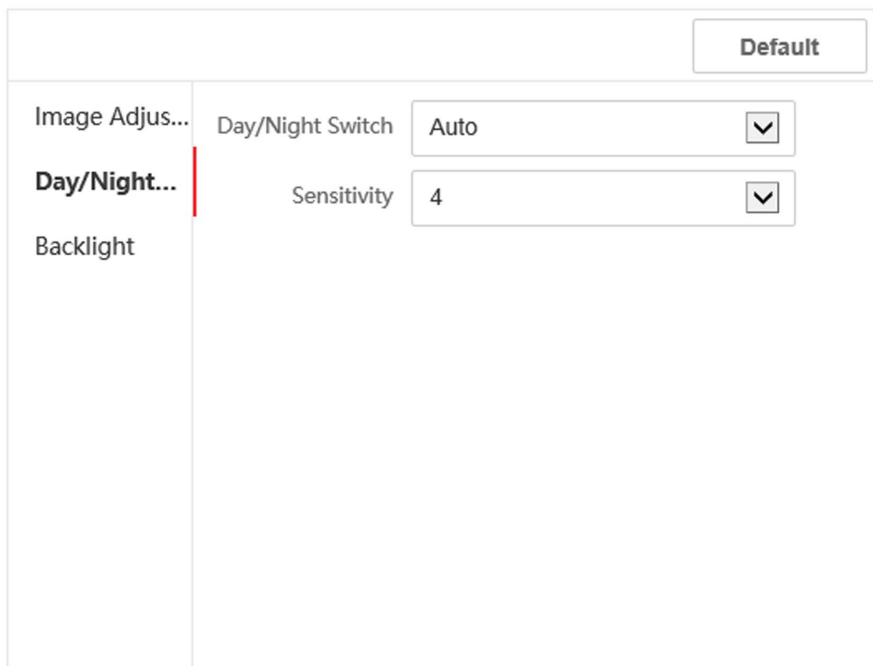 Default
Image Adjus...
Day/Night...
Backlight
Day/Night Switch Auto
Sensitivity 4